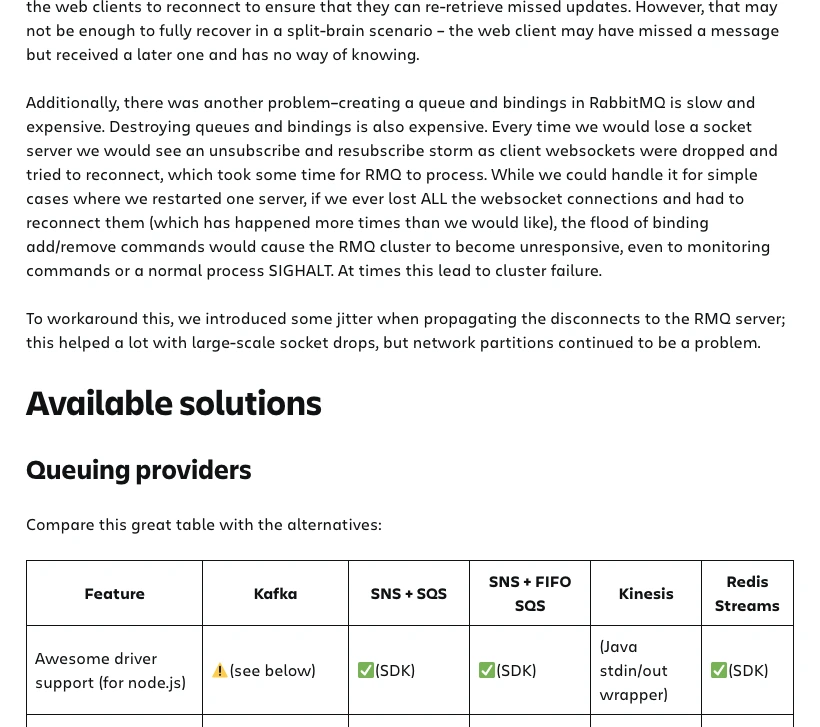 the web clients to reconnect to ensure that they can re-retrieve missed updates. However, that may
not be enough to fully recover in a split-brain scenario – the web client may have missed a message
but received a later one and has no way of knowing.
Additionally, there was another problem–creating a queue and bindings in RabbitMQ is slow and
expensive. Destroying queues and bindings is also expensive. Every time we would lose a socket
server we would see an unsubscribe and resubscribe storm as client websockets were dropped and
tried to reconnect, which took some time for RMQ to process. While we could handle it for simple
cases where we restarted one server, if we ever lost ALL the websocket connections and had to
reconnect them (which has happened more times than we would like), the flood of binding
add/remove commands would cause the RMQ cluster to become unresponsive, even to monitoring
commands or a normal process SIGHALT. At times this lead to cluster failure.
To workaround this, we introduced some jitter when propagating the disconnects to the RMQ server;
this helped a lot with large-scale socket drops, but network partitions continued to be a problem.
Available solutions
Queuing providers
Compare this great table with the alternatives:
Feature
Kafka
SNS + SQS
SNS + FIFO
SQS
Kinesis
Redis
Streams
Awesome driver
support (for node.js)
⚠️(see below)
✅(SDK)
✅(SDK)
(Java
stdin/out
wrapper)
✅(SDK)